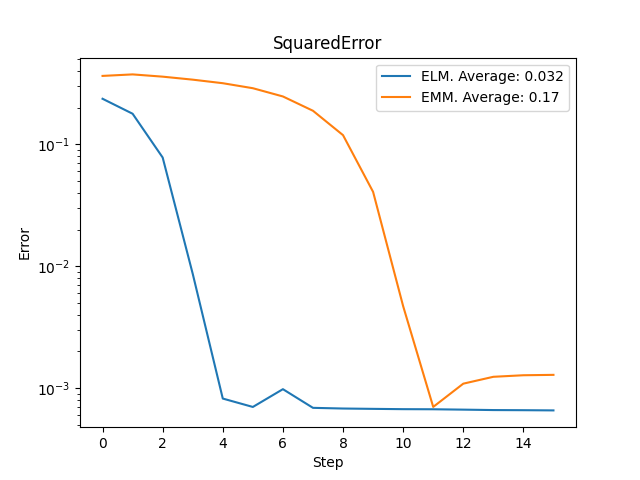 SquaredError
ELM. Average: 0.032
EMM. Average: 0.17
Error
10⁻¹
10⁻²
10⁻³
0 2 4 6 8 10 12 14
Step